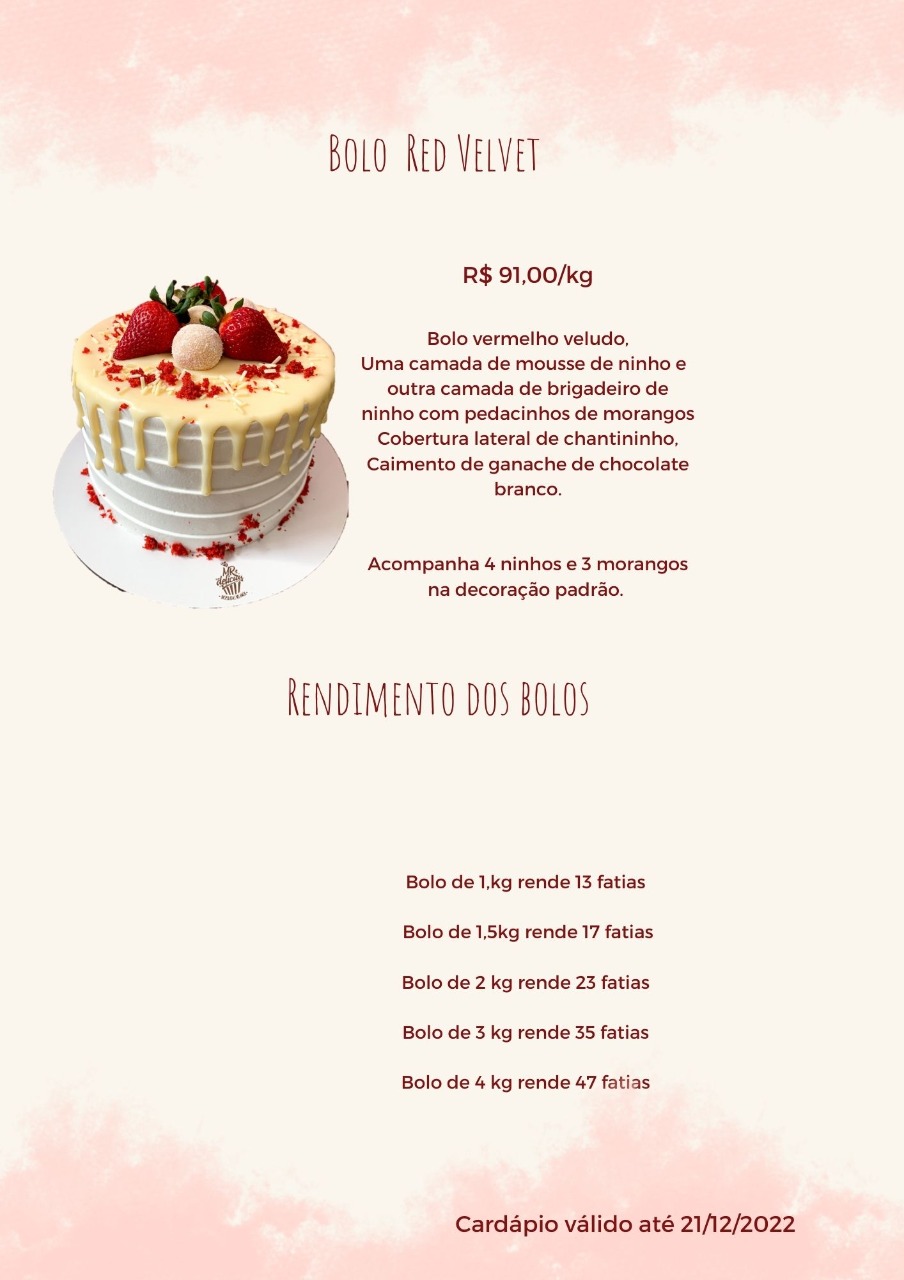 Bolo Red Velvet
R$ 91,00/kg
Bolo vermelho veludo,
Uma camada de mousse de ninho e
outra camada de brigadeiro de
ninho com pedacinhos de morangos
Cobertura lateral de chantininho,
Caimento de ganache de chocolate
branco.
Acompanha 4 ninhos e 3 morangos
na decoração padrão.
MR
delícias
Rendimento dos bolos
Bolo de 1,kg rende 13 fatias
Bolo de 1,5kg rende 17 fatias
Bolo de 2 kg rende 23 fatias
Bolo de 3 kg rende 35 fatias
Bolo de 4 kg rende 47 fatias
Cardápio válido até 21/12/2022